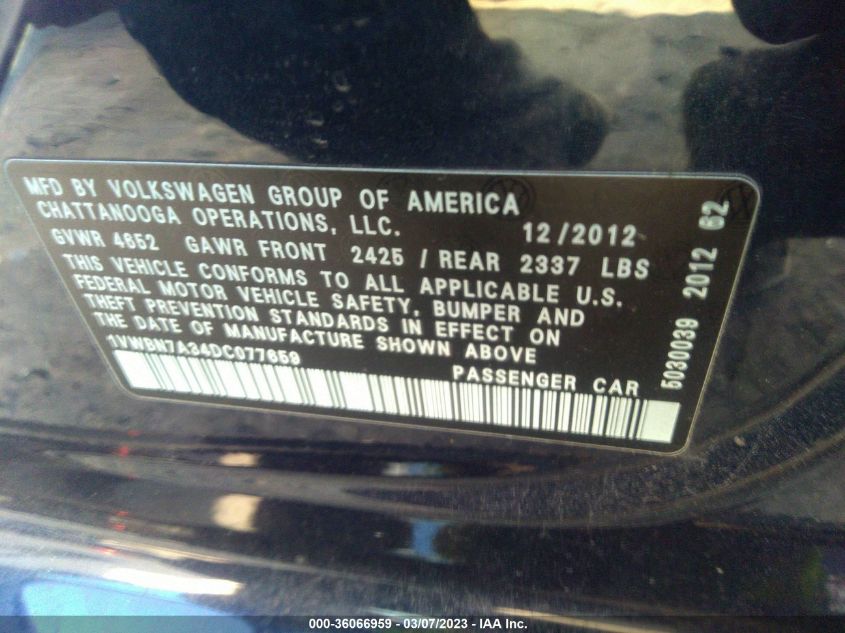 MFD BY VOLKSWAGEN GROUP OF AMERICA
CHATTANOOGA OPERATIONS, LLC. 12/2012
GVWR 4652 GAWR FRONT 2425 / REAR 2337 LBS
THIS VEHICLE CONFORMS TO ALL APPLICABLE U.S.
FEDERAL MOTOR VEHICLE SAFETY, BUMPER AND
THEFT PREVENTION STANDARDS IN EFFECT ON
THE DATE OF MANUFACTURE SHOWN ABOVE
1VWBN7A34DC077659 PASSENGER CAR
5030039 2012 62
000-36066959 - 03/07/2023 - IAA Inc.